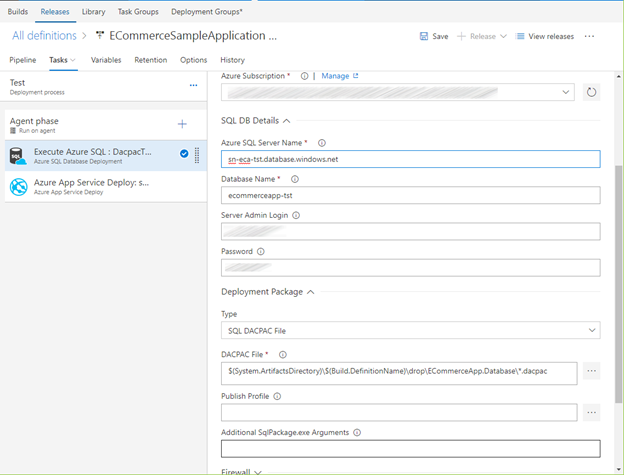 Builds Releases Library Task Groups Deployment Groups*
All definitions ECommerceSampleApplication ...
Save Release View releases ...
Pipeline Tasks Variables Retention Options History
Test
Deployment process
...
Agent phase
Run on agent
Execute Azure SQL : DacpacT...
Azure SQL Database Deployment
Azure App Service Deploy: s...
Azure App Service Deploy
Azure Subscription * | Manage
SQL DB Details
Azure SQL Server Name *
sn-eca-tst.database.windows.net
Database Name *
ecommerceapp-tst
Server Admin Login
Password
Deployment Package
Type
SQL DACPAC File
DACPAC File *
$(System.ArtifactsDirectory)\$(Build.DefinitionName)\drop\ECommerceApp.Database\*.dacpac
...
Publish Profile
...
Additional SqlPackage.exe Arguments
Firewall